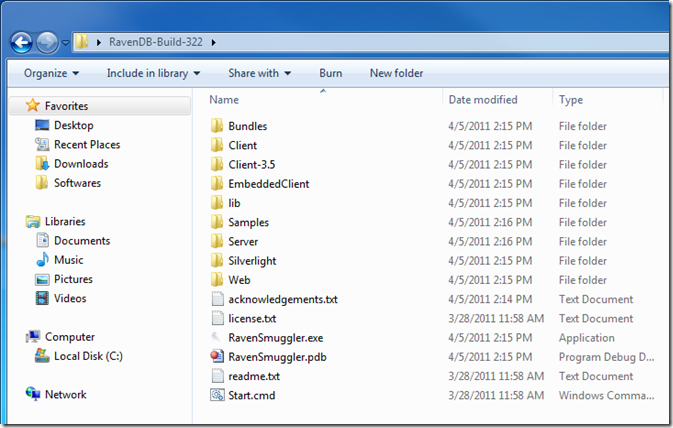 RavenDB-Build-322
Organize Include in library Share with Burn New folder
Name Date modified Type
Favorites
Desktop
Recent Places
Downloads
Softwares
Libraries
Documents
Music
Pictures
Videos
Computer
Local Disk (C:)
Network
Bundles 4/5/2011 2:15 PM File folder
Client 4/5/2011 2:15 PM File folder
Client-3.5 4/5/2011 2:15 PM File folder
EmbeddedClient 4/5/2011 2:15 PM File folder
lib 4/5/2011 2:15 PM File folder
Samples 4/5/2011 2:16 PM File folder
Server 4/5/2011 2:16 PM File folder
Silverlight 4/5/2011 2:15 PM File folder
Web 4/5/2011 2:15 PM File folder
acknowledgements.txt 4/5/2011 2:14 PM Text Document
license.txt 3/28/2011 11:58 AM Text Document
RavenSmuggler.exe 4/5/2011 2:15 PM Application
RavenSmuggler.pdb 4/5/2011 2:15 PM Program Debug D...
readme.txt 3/28/2011 11:58 AM Text Document
Start.cmd 3/28/2011 11:58 AM Windows Comma...